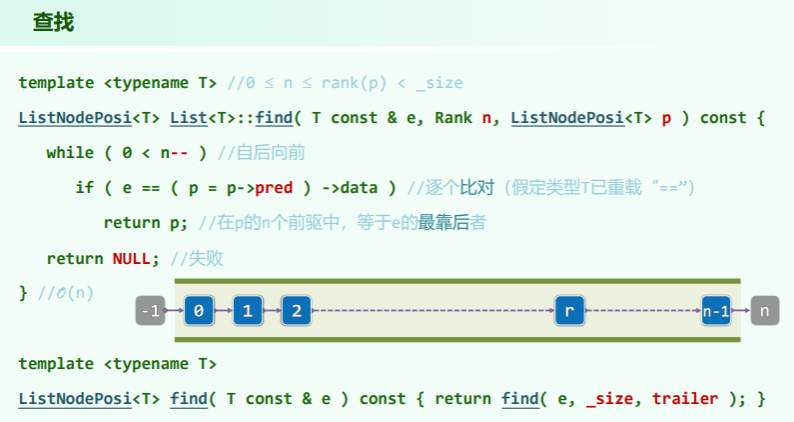 查找
template <typename T> //0 ≤ n ≤ rank(p) < _size
ListNodePosi<T> List<T>::find( T const & e, Rank n, ListNodePosi<T> p ) const {
while ( 0 < n-- ) //自后向前
if ( e == ( p = p->pred ) ->data ) //逐个比对（假定类型T已重载“==”）
return p; //在p的n个前驱中，等于e的最靠后者
return NULL; //失败
} //O(n)
-1 0 1 2 r n-1 n
template <typename T>
ListNodePosi<T> find( T const & e ) const { return find( e, _size, trailer ); }